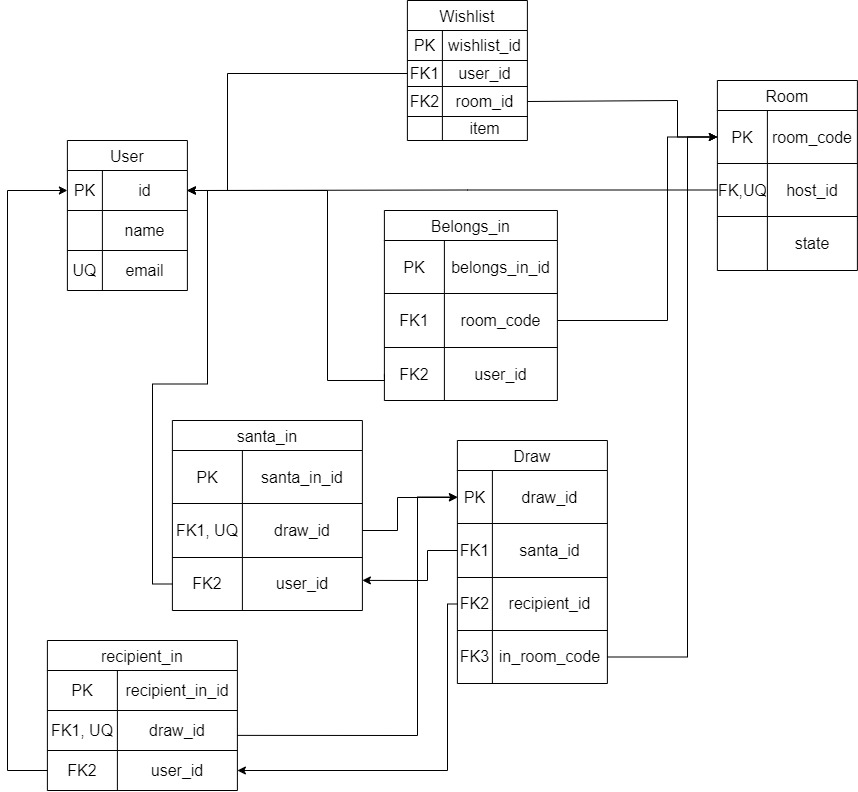 Wishlist
PK wishlist_id
FK1 user_id
FK2 room_id
item
Room
PK room_code
FK,UQ host_id
state
User
PK id
name
UQ email
Belongs_in
PK belongs_in_id
FK1 room_code
FK2 user_id
santa_in
PK santa_in_id
FK1, UQ draw_id
FK2 user_id
Draw
PK draw_id
FK1 santa_id
FK2 recipient_id
FK3 in_room_code
recipient_in
PK recipient_in_id
FK1, UQ draw_id
FK2 user_id